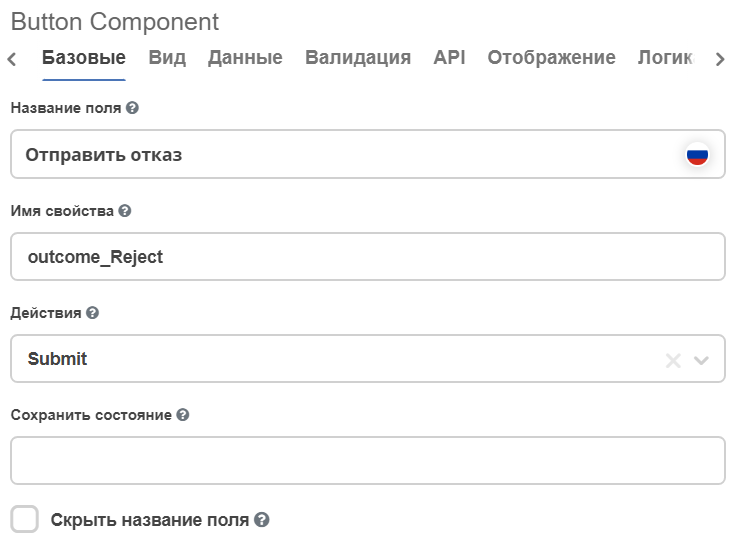 Button Component
Базовые Вид Данные Валидация API Отображение Логик
Название поля
Отправить отказ
Имя свойства
outcome_Reject
Действия
Submit
Сохранить состояние
Скрыть название поля